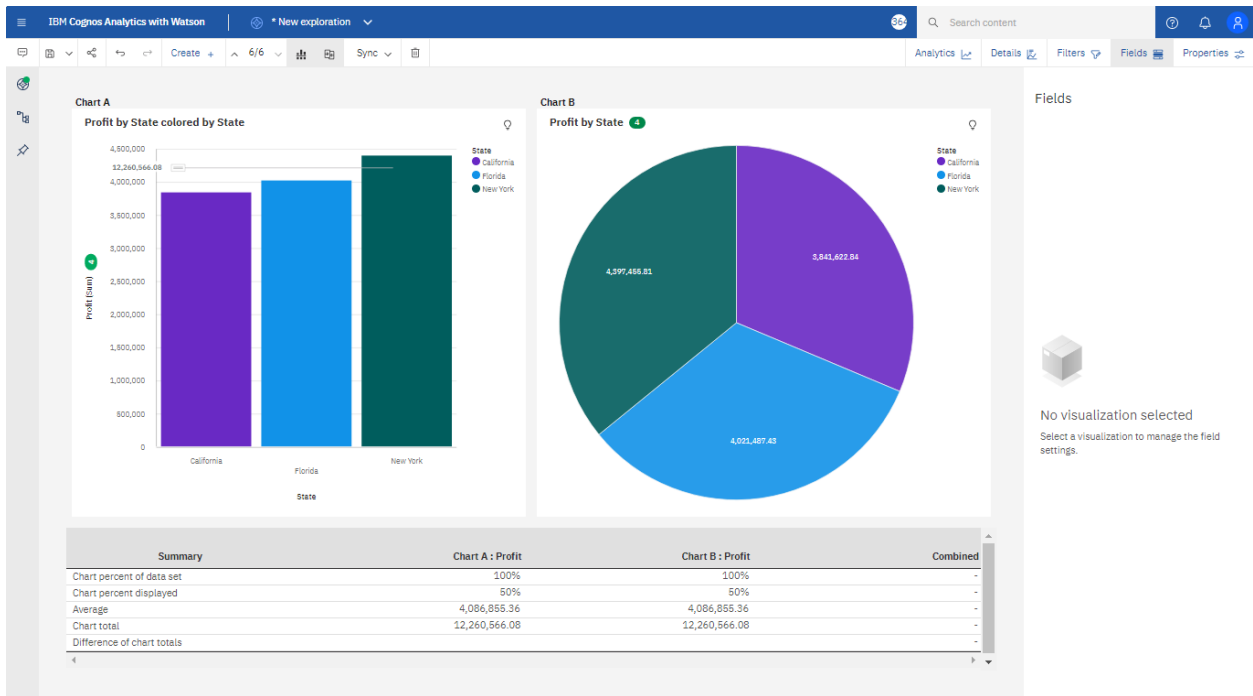 IBM Cognos Analytics with Watson
* New exploration
364
Search content
Create +
6/6
Sync
Analytics
Details
Filters
Fields
Properties
Chart A
Profit by State colored by State
4,500,000
12,260,566.08
4,000,000
3,500,000
3,000,000
2,500,000
2,000,000
1,500,000
1,000,000
500,000
0
4
Profit (Sum)
California
Florida
New York
State
State
California
Florida
New York
Chart B
Profit by State 4
State
California
Florida
New York
4,397,455.81
3,841,622.84
4,021,487.43
Fields
No visualization selected
Select a visualization to manage the field
settings.
Summary Chart A : Profit Chart B : Profit Combined
Chart percent of data set 100% 100% -
Chart percent displayed 50% 50% -
Average 4,086,855.36 4,086,855.36 -
Chart total 12,260,566.08 12,260,566.08 -
Difference of chart totals -